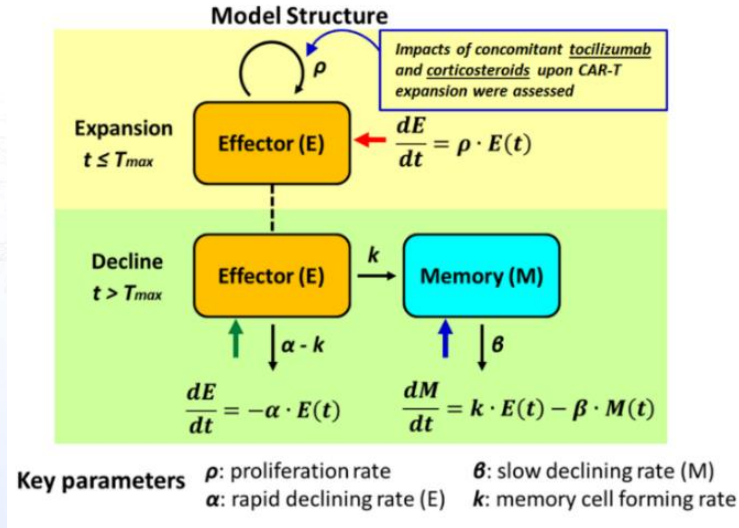 Model Structure
Impacts of concomitant tocilizumab
and corticosteroids upon CAR-T
expansion were assessed
ρ
Expansion
t ≤ Tmax
Effector (E)
dE/dt = ρ · E(t)
Decline
t > Tmax
Effector (E)
k
Memory (M)
α - k
β
dE/dt = −α · E(t)
dM/dt = k · E(t) − β · M(t)
Key parameters
ρ: proliferation rate
β: slow declining rate (M)
α: rapid declining rate (E)
k: memory cell forming rate